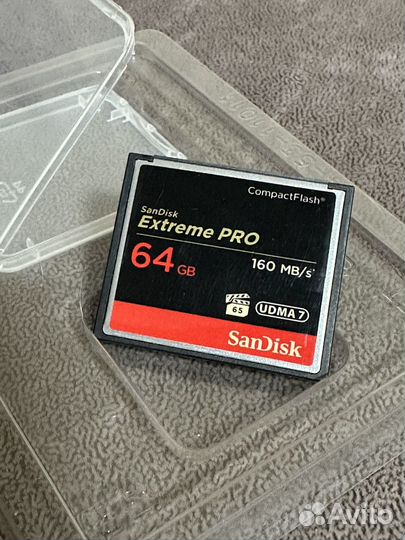 CompactFlash®
SanDisk
Extreme PRO
64 GB
160 MB/s
65
UDMA 7
SanDisk
Avito